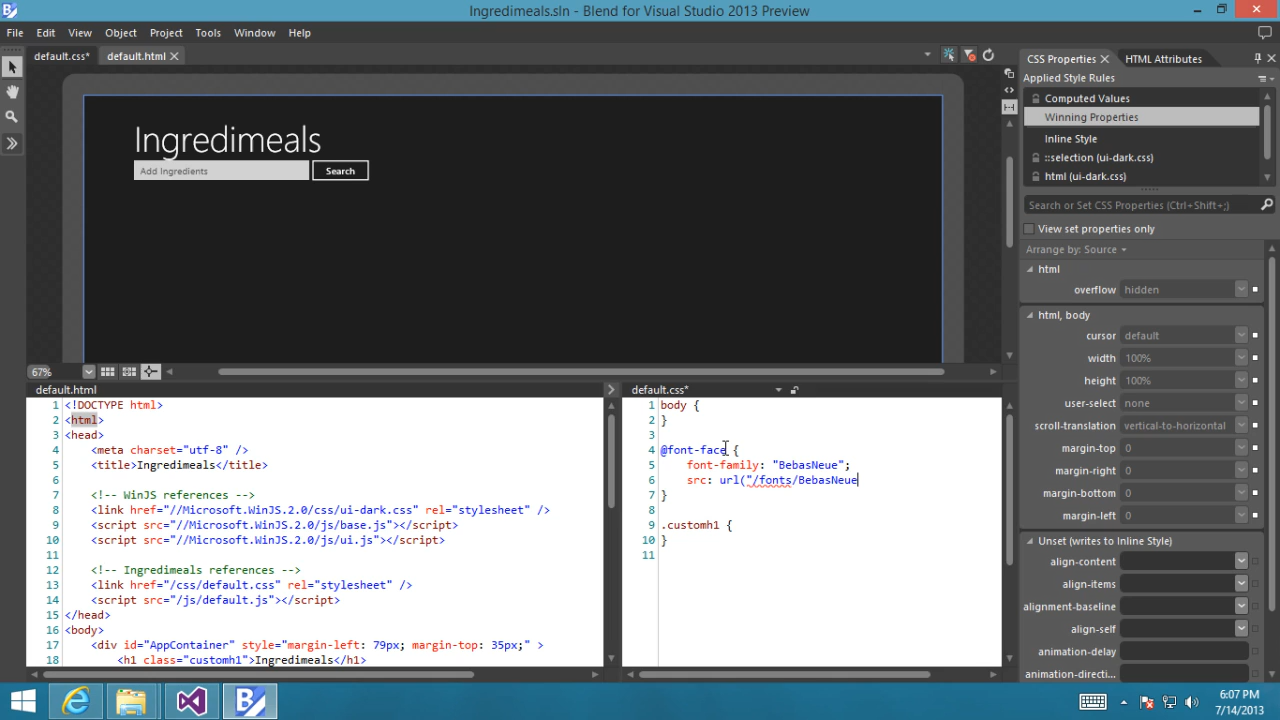 Ingredimeals.sln - Blend for Visual Studio 2013 Preview
File Edit View Object Project Tools Window Help
default.css* default.html
Ingredimeals
Add Ingredients Search
67%
default.html
1 <!DOCTYPE html>
2 <html>
3 <head>
4 <meta charset="utf-8" />
5 <title>Ingredimeals</title>
6
7 <!-- WinJS references -->
8 <link href="//Microsoft.WinJS.2.0/css/ui-dark.css" rel="stylesheet" />
9 <script src="//Microsoft.WinJS.2.0/js/base.js"></script>
10 <script src="//Microsoft.WinJS.2.0/js/ui.js"></script>
11
12 <!-- Ingredimeals references -->
13 <link href="/css/default.css" rel="stylesheet" />
14 <script src="/js/default.js"></script>
15 </head>
16 <body>
17 <div id="AppContainer" style="margin-left: 79px; margin-top: 35px;" >
18 <h1 class="customh1">Ingredimeals</h1>
default.css*
1 body {
2 }
3
4 @font-face {
5 font-family: "BebasNeue";
6 src: url("/fonts/BebasNeue
7 }
8
9 .customh1 {
10 }
11
CSS Properties HTML Attributes
Applied Style Rules
Computed Values
Winning Properties
Inline Style
::selection (ui-dark.css)
html (ui-dark.css)
Search or Set CSS Properties (Ctrl+Shift+;)
View set properties only
Arrange by: Source
html
overflow hidden
html, body
cursor default
width 100%
height 100%
user-select none
scroll-translation vertical-to-horizontal
margin-top 0
margin-right 0
margin-bottom 0
margin-left 0
Unset (writes to Inline Style)
align-content
align-items
alignment-baseline
align-self
animation-delay
animation-directi...
6:07 PM
7/14/2013